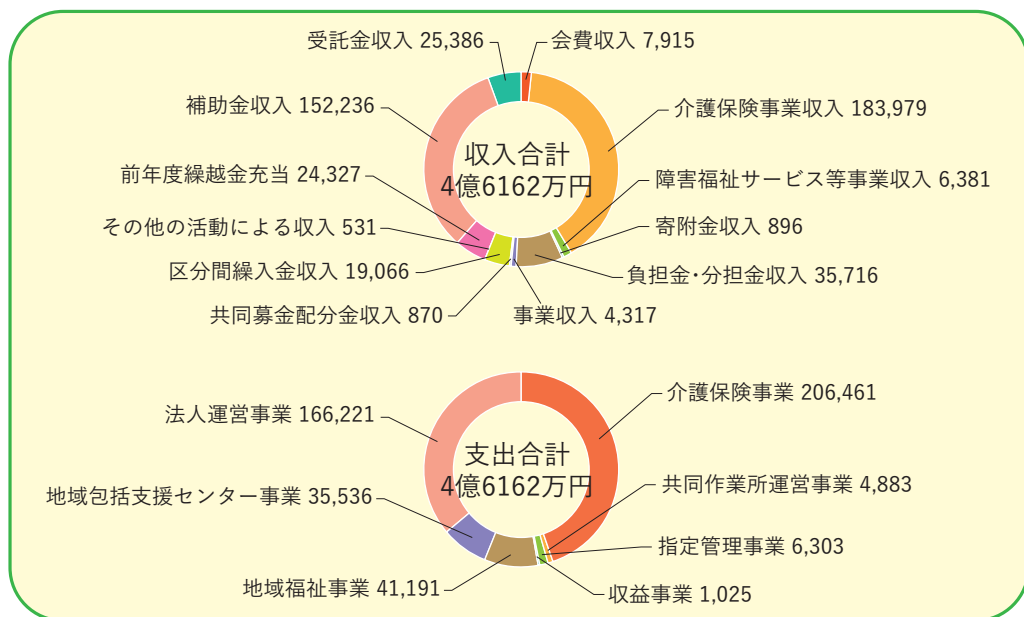 受託金収入 25,386
会費収入 7,915
補助金収入 152,236
介護保険事業収入 183,979
収入合計
4億6162万円
前年度繰越金充当 24,327
障害福祉サービス等事業収入 6,381
その他の活動による収入 531
寄附金収入 896
区分間繰入金収入 19,066
負担金・分担金収入 35,716
共同募金配分金収入 870
事業収入 4,317
介護保険事業 206,461
法人運営事業 166,221
支出合計
4億6162万円
地域包括支援センター事業 35,536
共同作業所運営事業 4,883
指定管理事業 6,303
地域福祉事業 41,191
収益事業 1,025